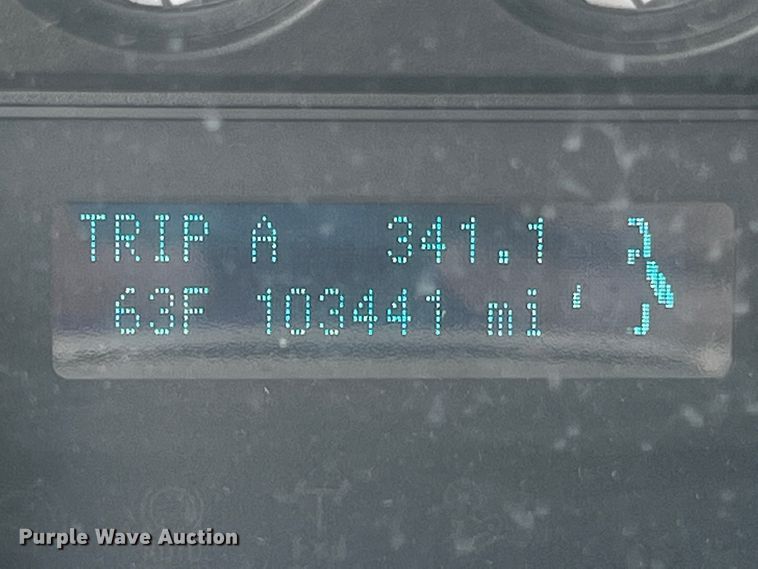 TRIP A 341.1
63F 103441 mi
Purple Wave Auction